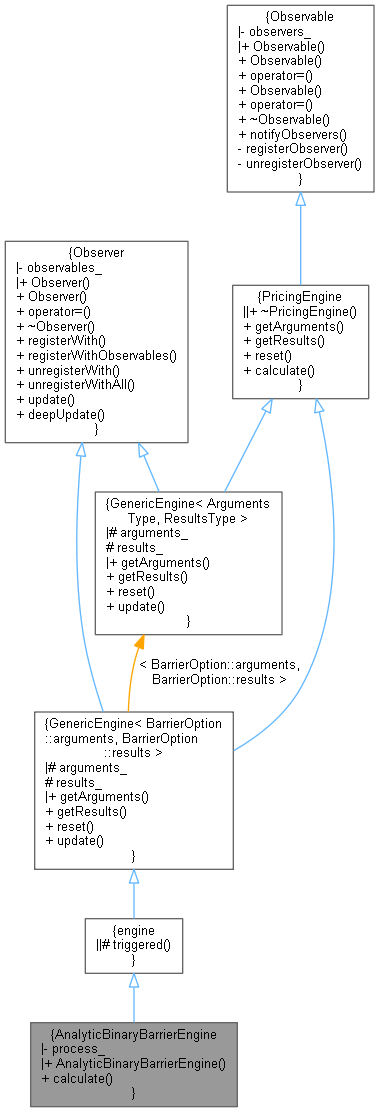 {Observable
|- observers_
|+ Observable()
+ Observable()
+ operator=()
+ Observable()
+ operator=()
+ ~Observable()
+ notifyObservers()
- registerObserver()
- unregisterObserver()
}
{Observer
|- observables_
|+ Observer()
+ Observer()
+ operator=()
+ ~Observer()
+ registerWith()
+ registerWithObservables()
+ unregisterWith()
+ unregisterWithAll()
+ update()
+ deepUpdate()
}
{PricingEngine
||+ ~PricingEngine()
+ getArguments()
+ getResults()
+ reset()
+ calculate()
}
{GenericEngine< Arguments
Type, ResultsType >
|# arguments_
# results_
|+ getArguments()
+ getResults()
+ reset()
+ update()
}
< BarrierOption::arguments,
BarrierOption::results >
{GenericEngine< BarrierOption
::arguments, BarrierOption
::results >
|# arguments_
# results_
|+ getArguments()
+ getResults()
+ reset()
+ update()
}
{engine
||# triggered()
}
{AnalyticBinaryBarrierEngine
|- process_
|+ AnalyticBinaryBarrierEngine()
+ calculate()
}